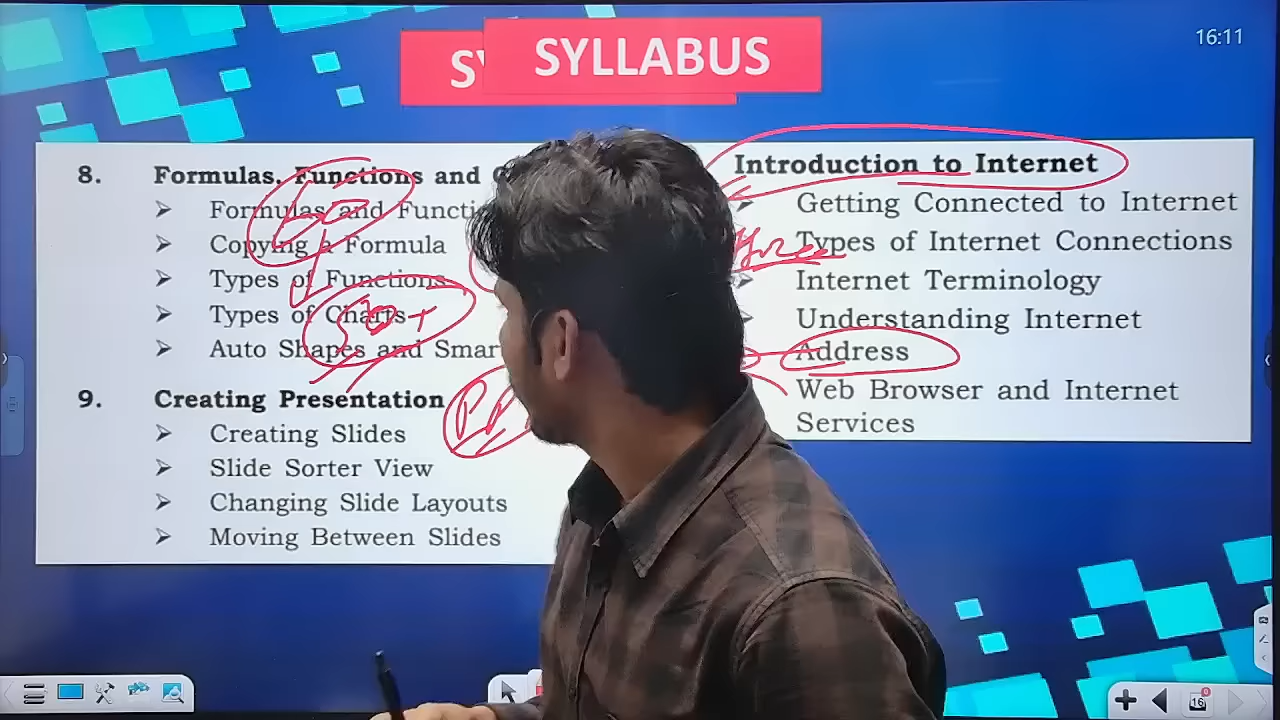 SYLLABUS
16:11
8. Formulas, Functions and
Formulas and Functi
Copying a Formula
Types of Functions
Types of Charts
Auto Shapes and Smar
50+
9. Creating Presentation
Creating Slides
Slide Sorter View
Changing Slide Layouts
Moving Between Slides
Introduction to Internet
Getting Connected to Internet
Types of Internet Connections
Internet Terminology
Understanding Internet
Address
Web Browser and Internet
Services
16